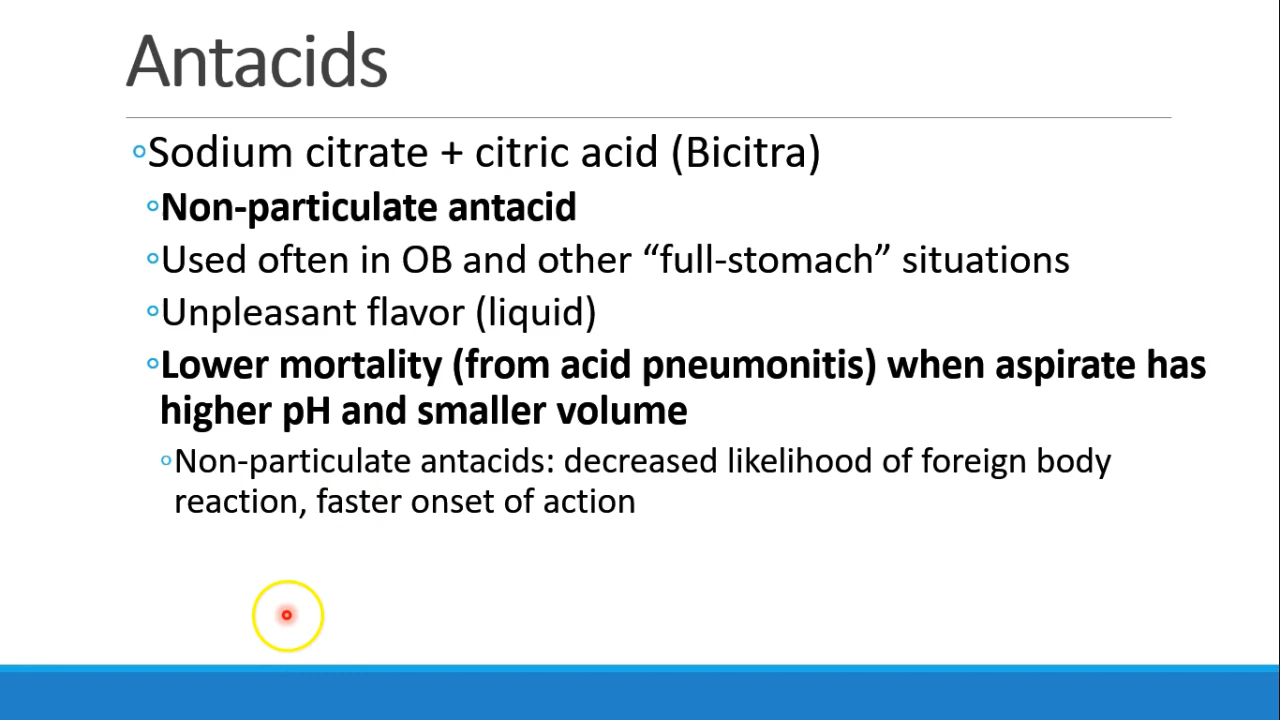 Antacids
◦Sodium citrate + citric acid (Bicitra)
◦Non-particulate antacid
◦Used often in OB and other “full-stomach” situations
◦Unpleasant flavor (liquid)
◦Lower mortality (from acid pneumonitis) when aspirate has
higher pH and smaller volume
◦Non-particulate antacids: decreased likelihood of foreign body
reaction, faster onset of action